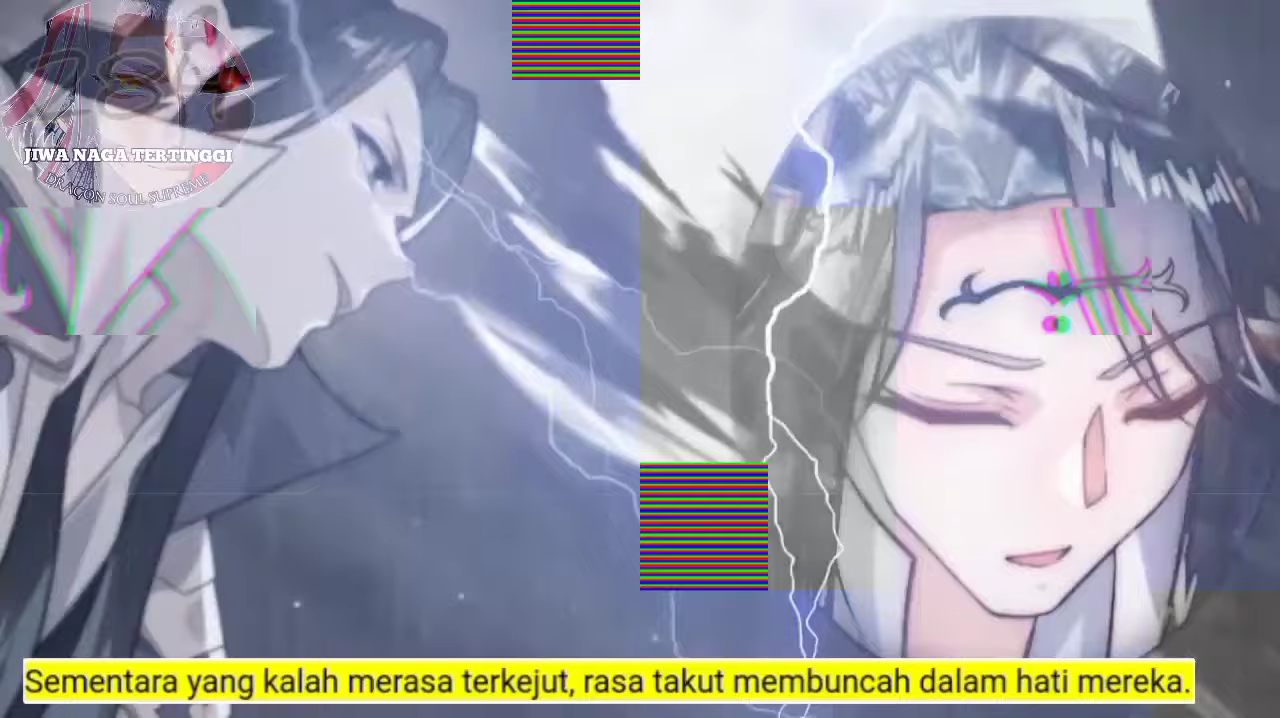 JIWA NAGA TERTINGGI
DRAGON SOUL SUPREME
Sementara yang kalah merasa terkejut, rasa takut membuncah dalam hati mereka.